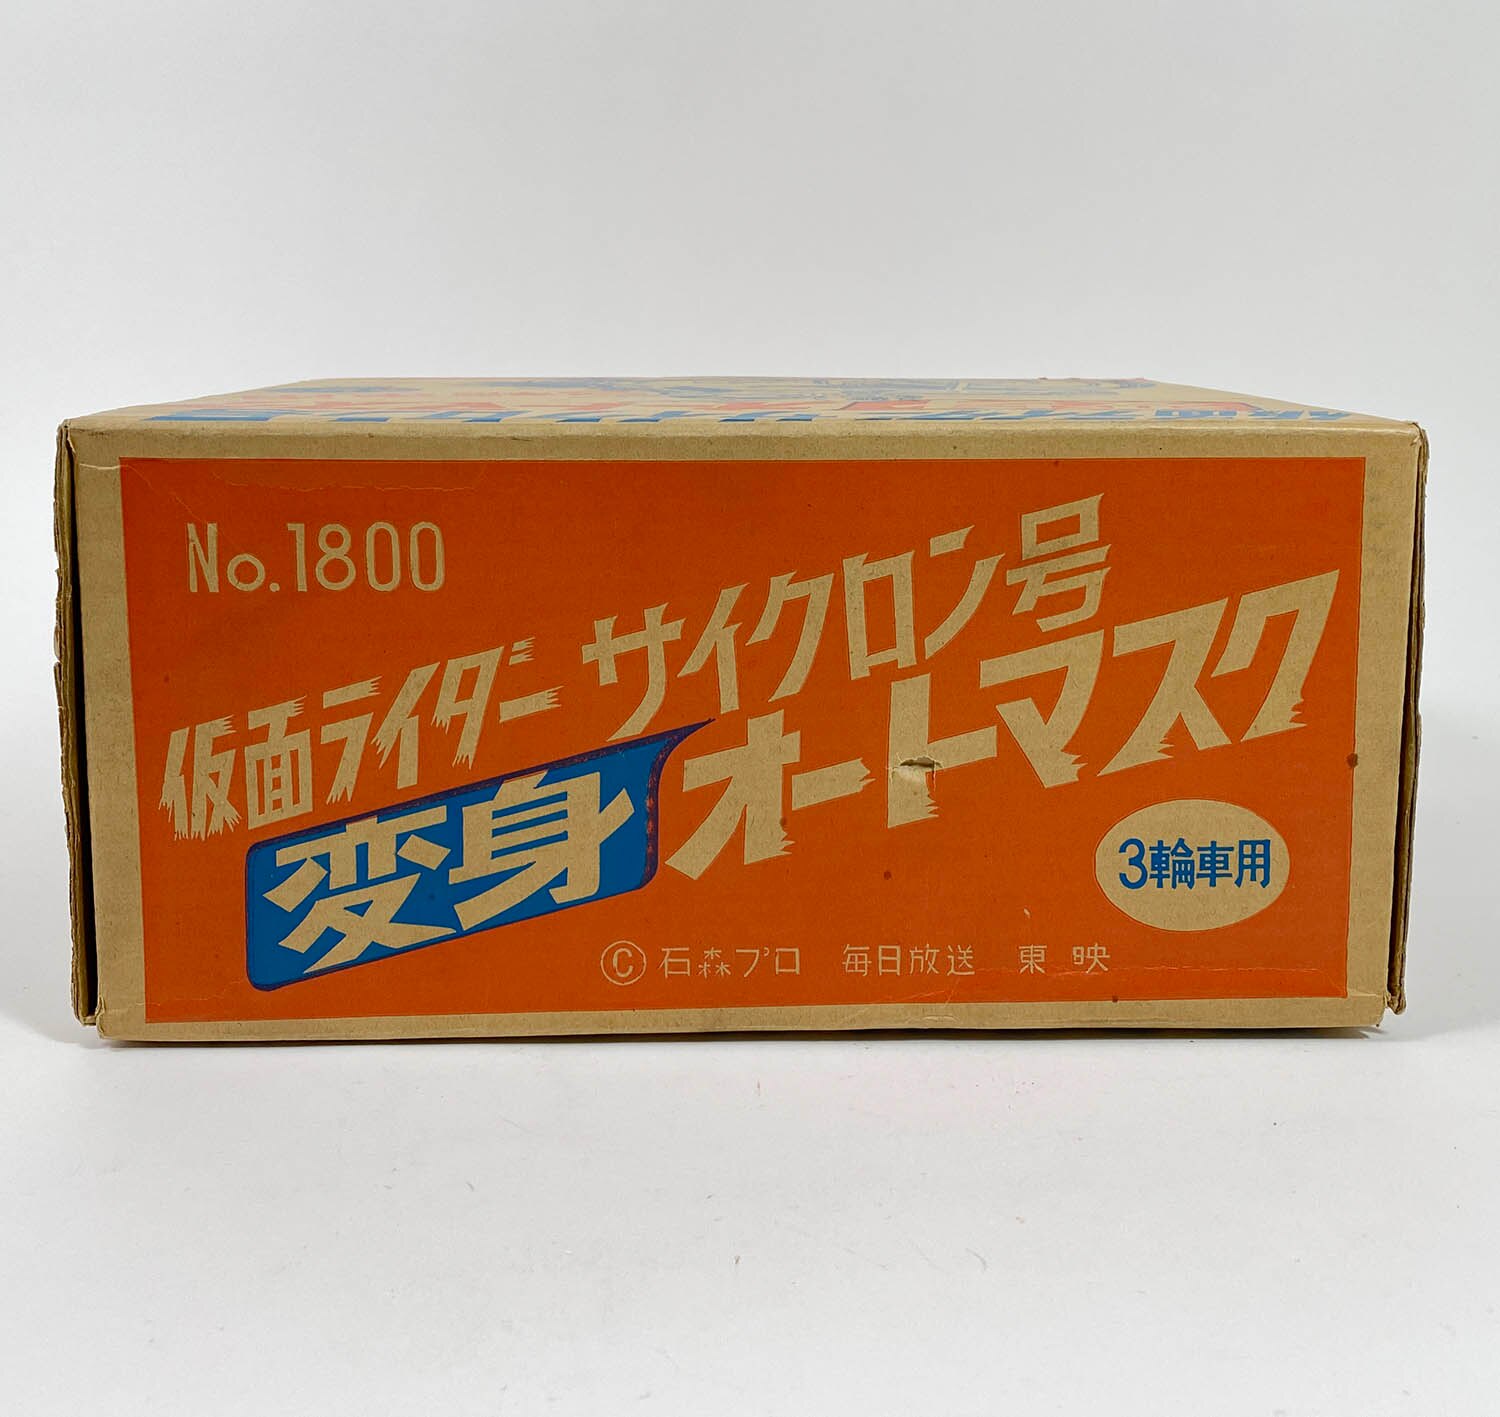 No.1800
仮面ライダーサイクロン号
変身オートマスク
3輪車用
Ⓒ石森プロ 毎日放送 東映